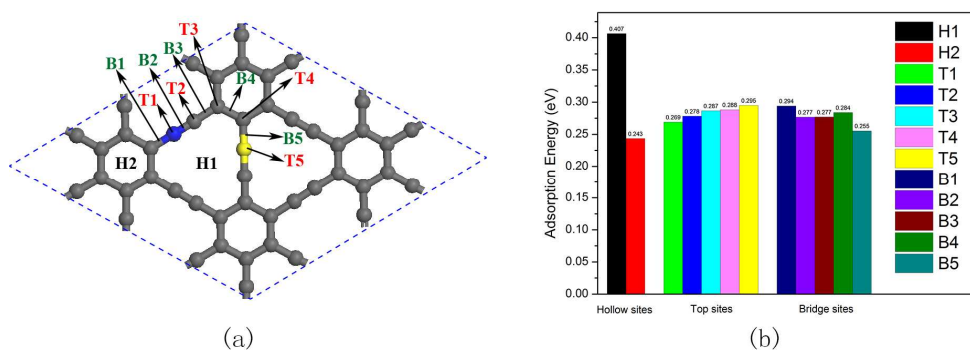 T3
B3
B2
B1
T2
T1
B4
T4
B5
H2
H1
T5
(a)
Adsorption Energy (eV)
0.40
0.35
0.30
0.25
0.20
0.15
0.10
0.05
0.00
0.407
0.243
0.269
0.278
0.287
0.288
0.295
0.294
0.277
0.277
0.284
0.255
Hollow sites
Top sites
Bridge sites
H1
H2
T1
T2
T3
T4
T5
B1
B2
B3
B4
B5
(b)